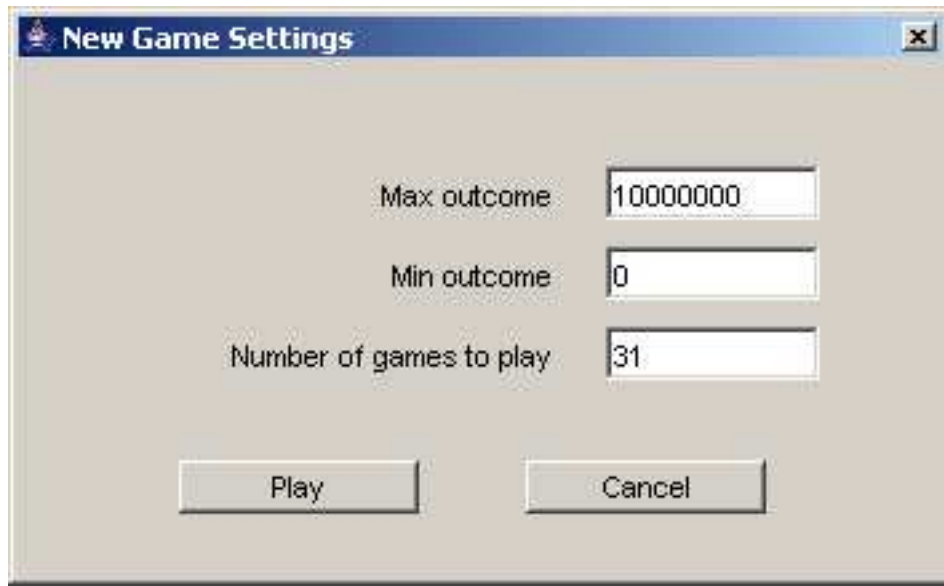 New Game Settings
Max outcome 10000000
Min outcome 0
Number of games to play 31
Play Cancel